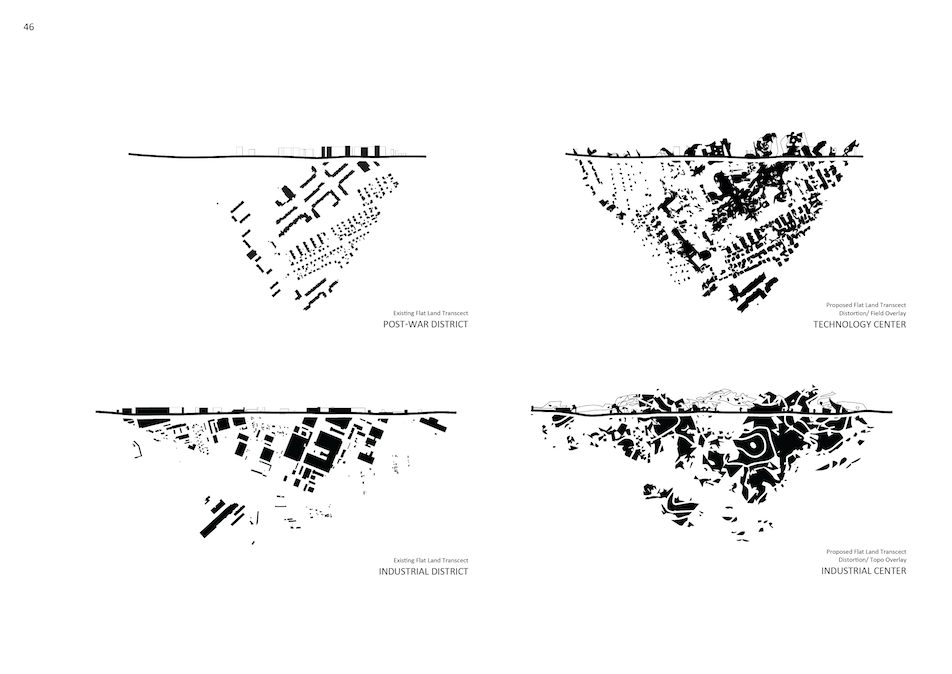 46
Existing Flat Land Transcect
POST-WAR DISTRICT
Proposed Flat Land Transcect
Distortion/ Field Overlay
TECHNOLOGY CENTER
Existing Flat Land Transcect
INDUSTRIAL DISTRICT
Proposed Flat Land Transcect
Distortion/ Topo Overlay
INDUSTRIAL CENTER